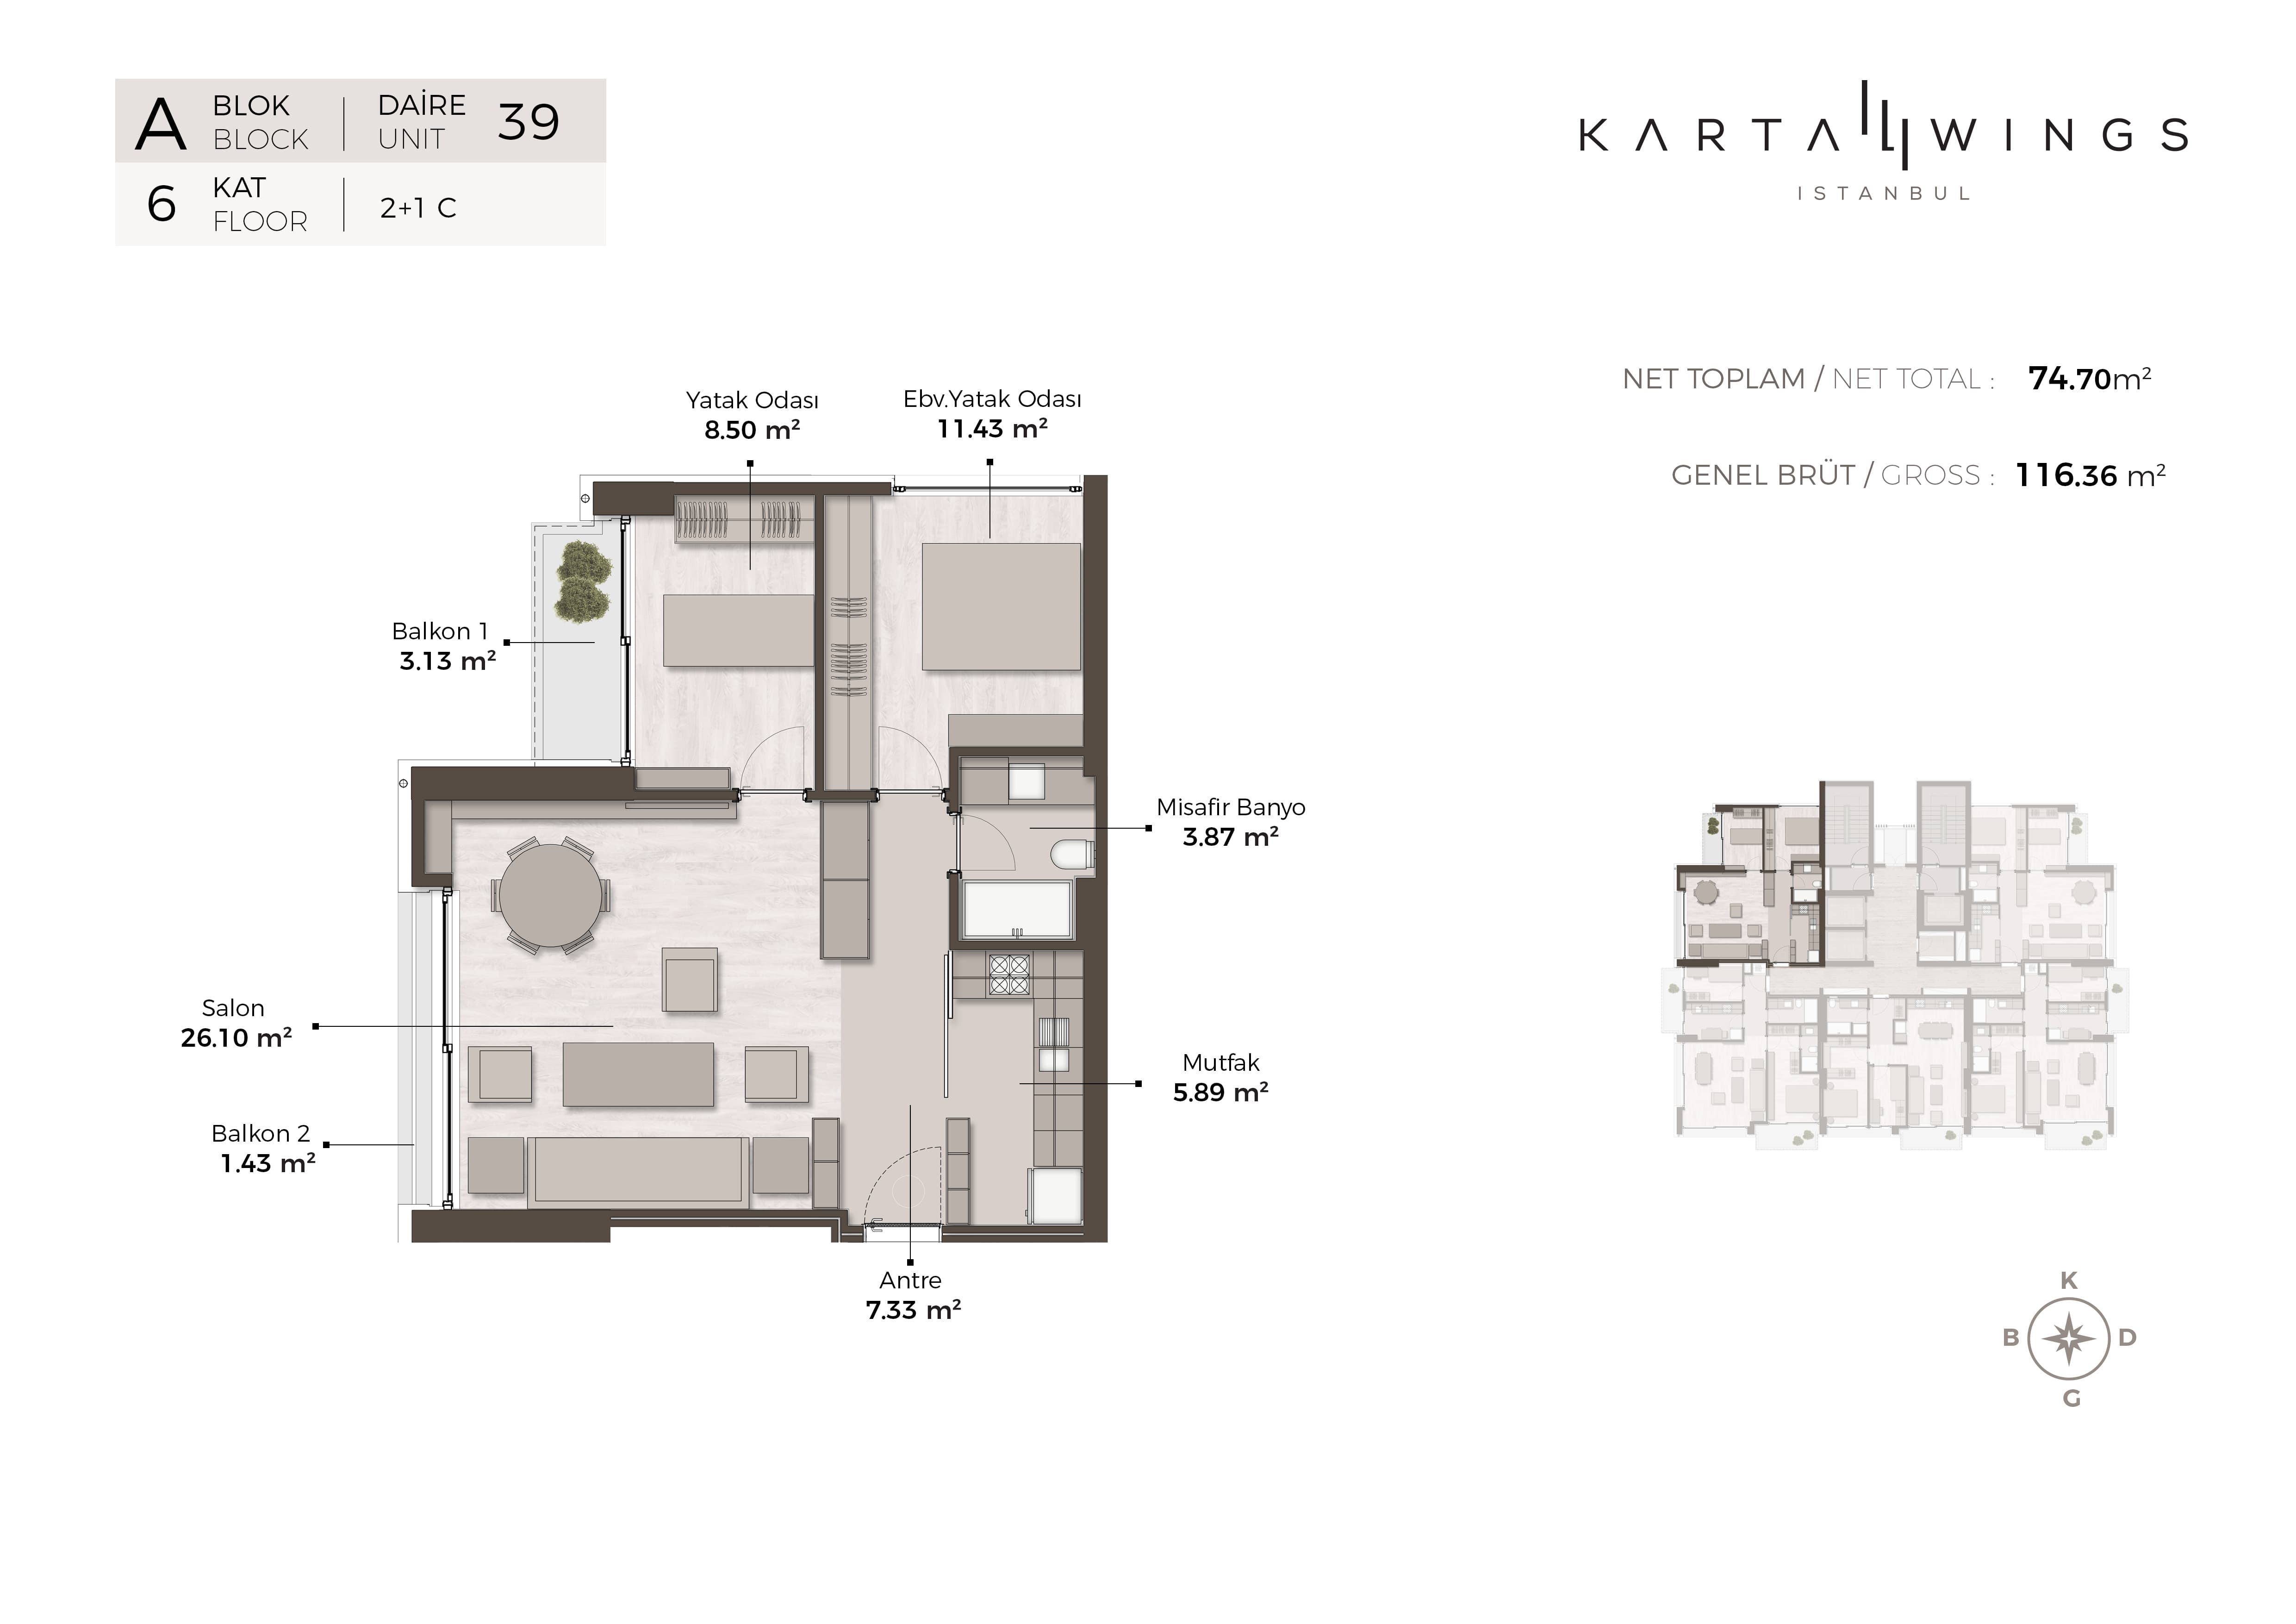 A BLOK BLOCK DAİRE UNIT 39
6 KAT FLOOR 2+1 C
KARTALWINGS
ISTANBUL
NET TOPLAM / NET TOTAL : 74.70m²
GENEL BRÜT / GROSS : 116.36 m²
Yatak Odası
8.50 m²
Ebv.Yatak Odası
11.43 m²
Balkon 1
3.13 m²
Misafir Banyo
3.87 m²
Salon
26.10 m²
Mutfak
5.89 m²
Balkon 2
1.43 m²
Antre
7.33 m²
K
B D
G